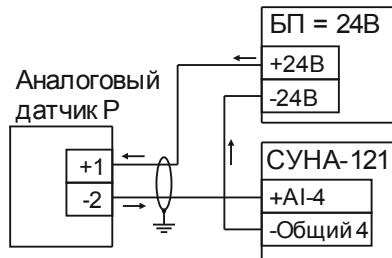 БП = 24В
+24В
-24В
Аналоговый
датчик Р
+1
-2
СУНА-121
+AI-4
-Общий 4